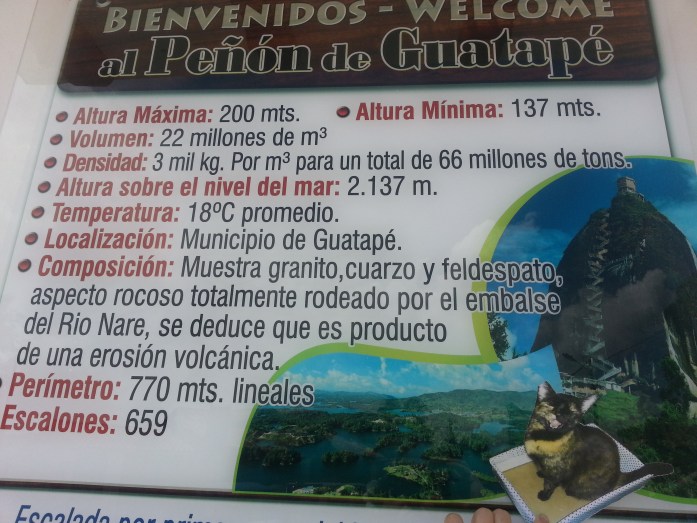 BIENVENIDOS - WELCOME
al Peñón de Guatapé
Altura Máxima: 200 mts. Altura Mínima: 137 mts.
Volumen: 22 millones de m³
Densidad: 3 mil kg. Por m³ para un total de 66 millones de tons.
Altura sobre el nivel del mar: 2.137 m.
Temperatura: 18ºC promedio.
Localización: Municipio de Guatapé.
Composición: Muestra granito,cuarzo y feldespato,
aspecto rocoso totalmente rodeado por el embalse
del Rio Nare, se deduce que es producto
de una erosión volcánica.
Perímetro: 770 mts. lineales
Escalones: 659
Escalada por